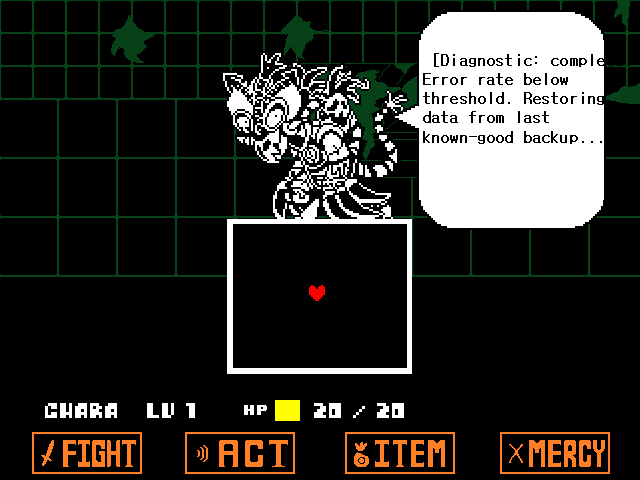 [Diagnostic: comple
Error rate below
threshold. Restoring
data from last
known-good backup...
CHARA LV 1 HP 20 / 20
FIGHT ACT ITEM MERCY